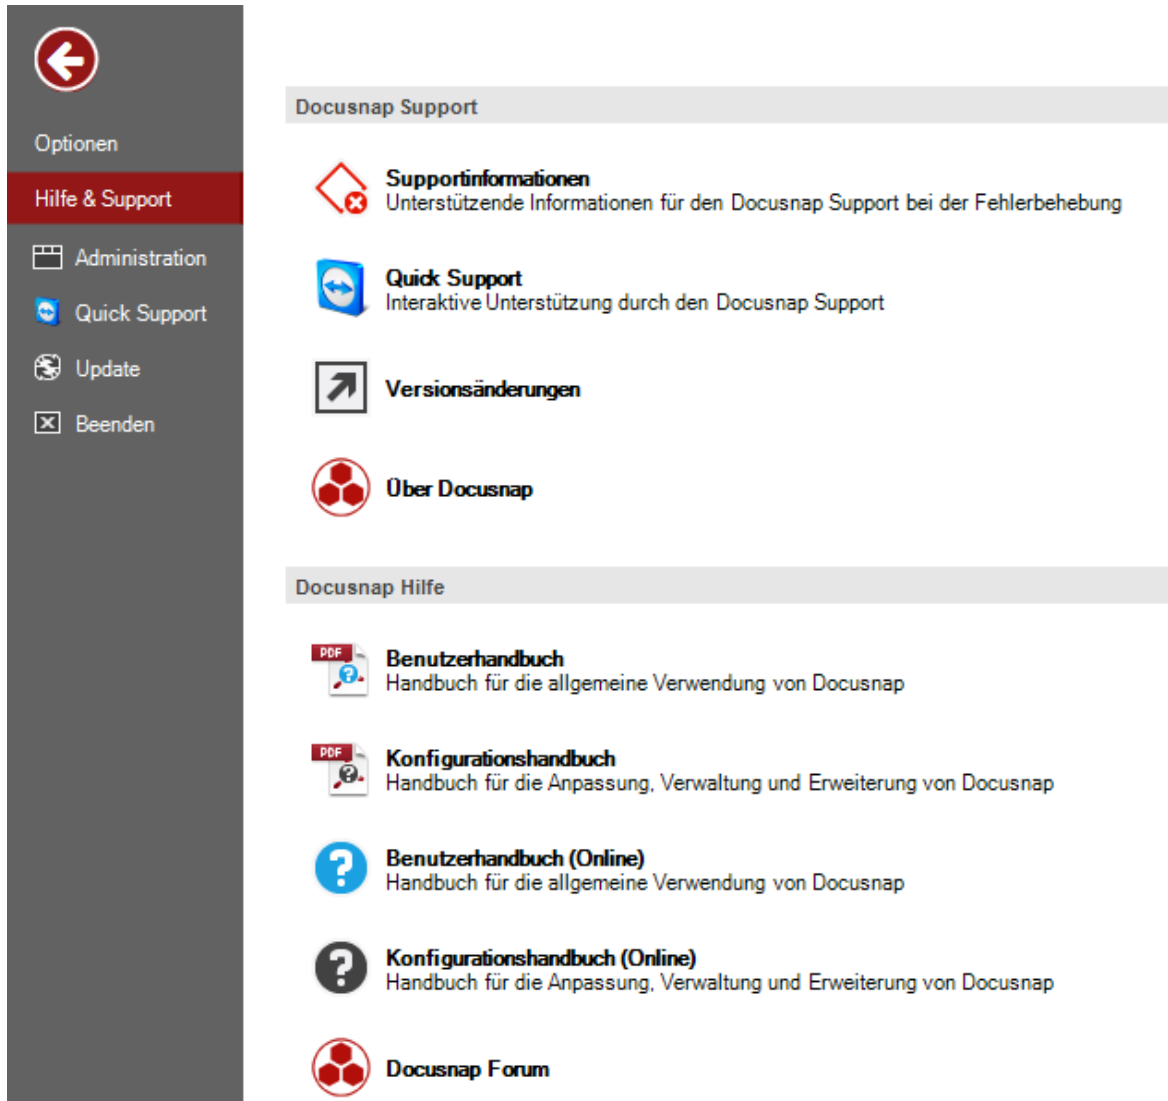 Optionen
Hilfe & Support
Administration
Quick Support
Update
Beenden
Docusnap Support
Supportinformationen
Unterstützende Informationen für den Docusnap Support bei der Fehlerbehebung
Quick Support
Interaktive Unterstützung durch den Docusnap Support
Versionsänderungen
Über Docusnap
Docusnap Hilfe
PDF
Benutzerhandbuch
Handbuch für die allgemeine Verwendung von Docusnap
PDF
Konfigurationshandbuch
Handbuch für die Anpassung, Verwaltung und Erweiterung von Docusnap
Benutzerhandbuch (Online)
Handbuch für die allgemeine Verwendung von Docusnap
Konfigurationshandbuch (Online)
Handbuch für die Anpassung, Verwaltung und Erweiterung von Docusnap
Docusnap Forum